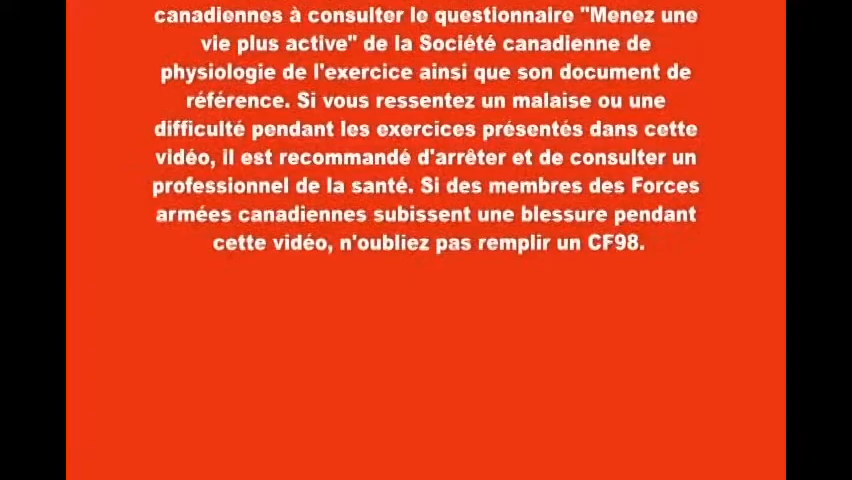 canadiennes à consulter le questionnaire "Menez une
vie plus active" de la Société canadienne de
physiologie de l'exercice ainsi que son document de
référence. Si vous ressentez un malaise ou une
difficulté pendant les exercices présentés dans cette
vidéo, il est recommandé d'arrêter et de consulter un
professionnel de la santé. Si des membres des Forces
armées canadiennes subissent une blessure pendant
cette vidéo, n'oubliez pas remplir un CF98.